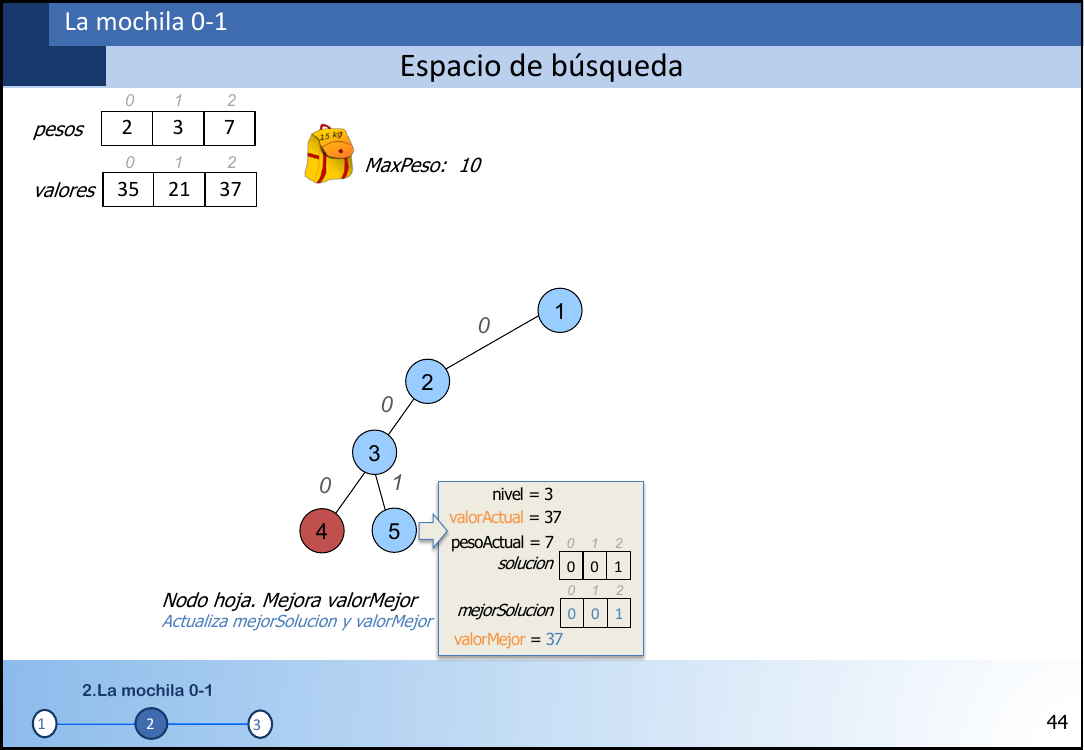 La mochila 0-1
Espacio de búsqueda
0 1 2
pesos 2 3 7
0 1 2
valores 35 21 37
15 kg
MaxPeso: 10
1
0
2
0
3
0 1
4 5
nivel = 3
valorActual = 37
pesoActual = 7 0 1 2
solucion 0 0 1
0 1 2
mejorSolucion 0 0 1
valorMejor = 37
Nodo hoja. Mejora valorMejor
Actualiza mejorSolucion y valorMejor
2.La mochila 0-1
1 2 3
44